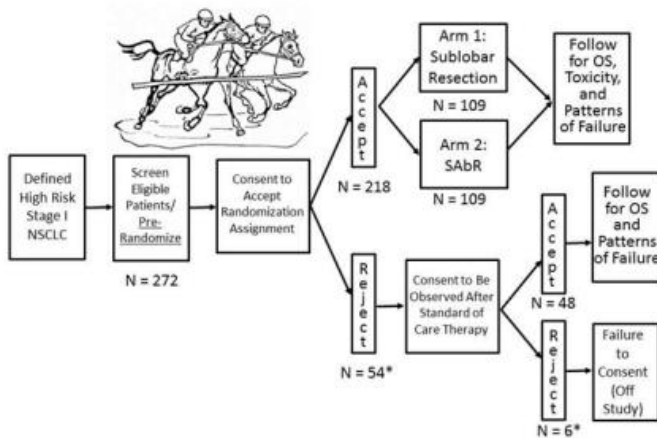 Defined
High Risk
Stage I
NSCLC
Screen
Eligible
Patients/
Pre-
Randomize
N = 272
Consent to
Accept
Randomization
Assignment
A
c
c
e
p
t
N = 218
Arm 1:
Sublobar
Resection
N = 109
Arm 2:
SAbR
N = 109
Follow
for OS,
Toxicity,
and
Patterns
of Failure
R
e
j
e
c
t
N = 54*
Consent to Be
Observed After
Standard of
Care Therapy
A
c
c
e
p
t
N = 48
Follow
for OS
and
Patterns
of Failure
R
e
j
e
c
t
N = 6*
Failure
to
Consent
(Off
Study)